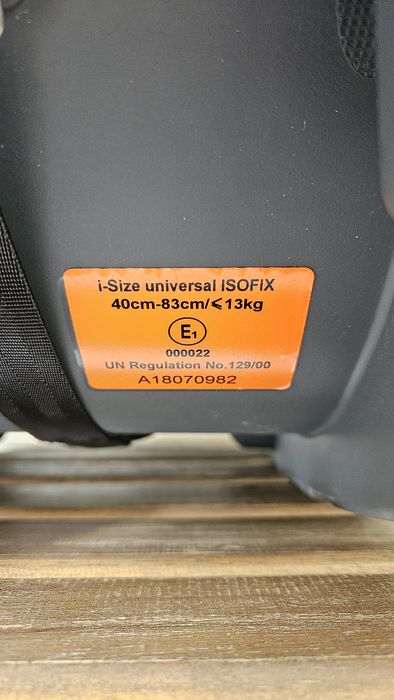 i-Size universal ISOFIX
40cm-83cm/⩽13kg
E1
000022
UN Regulation No.129/00
A18070982